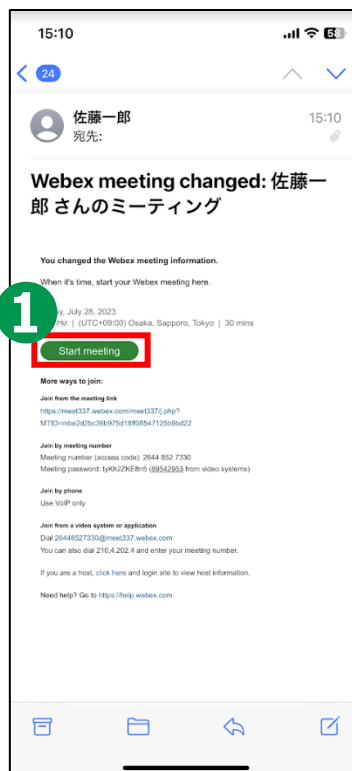 15:10
53
24
佐藤一郎
15:10
宛先:
Webex meeting changed: 佐藤一
郎 さんのミーティング
You changed the Webex meeting information.
When it's time, start your Webex meeting here.
1
July 28, 2023
PM | (UTC+09:00) Osaka, Sapporo, Tokyo | 30 mins
Start meeting
More ways to join:
Join from the meeting link
https://meet337.webex.com/meet337/j.php?
MTID=mbe2d2bc36b975d18ff08547125b9bd22
Join by meeting number
Meeting number (access code): 2644 852 7330
Meeting password: tyKh2ZKE8n5 (89542953 from video systems)
Join by phone
Use VoIP only
Join from a video system or application
Dial 26448527330@meet337.webex.com
You can also dial 210.4.202.4 and enter your meeting number.
If you are a host, click here and login site to view host information.
Need help? Go to https://help.webex.com